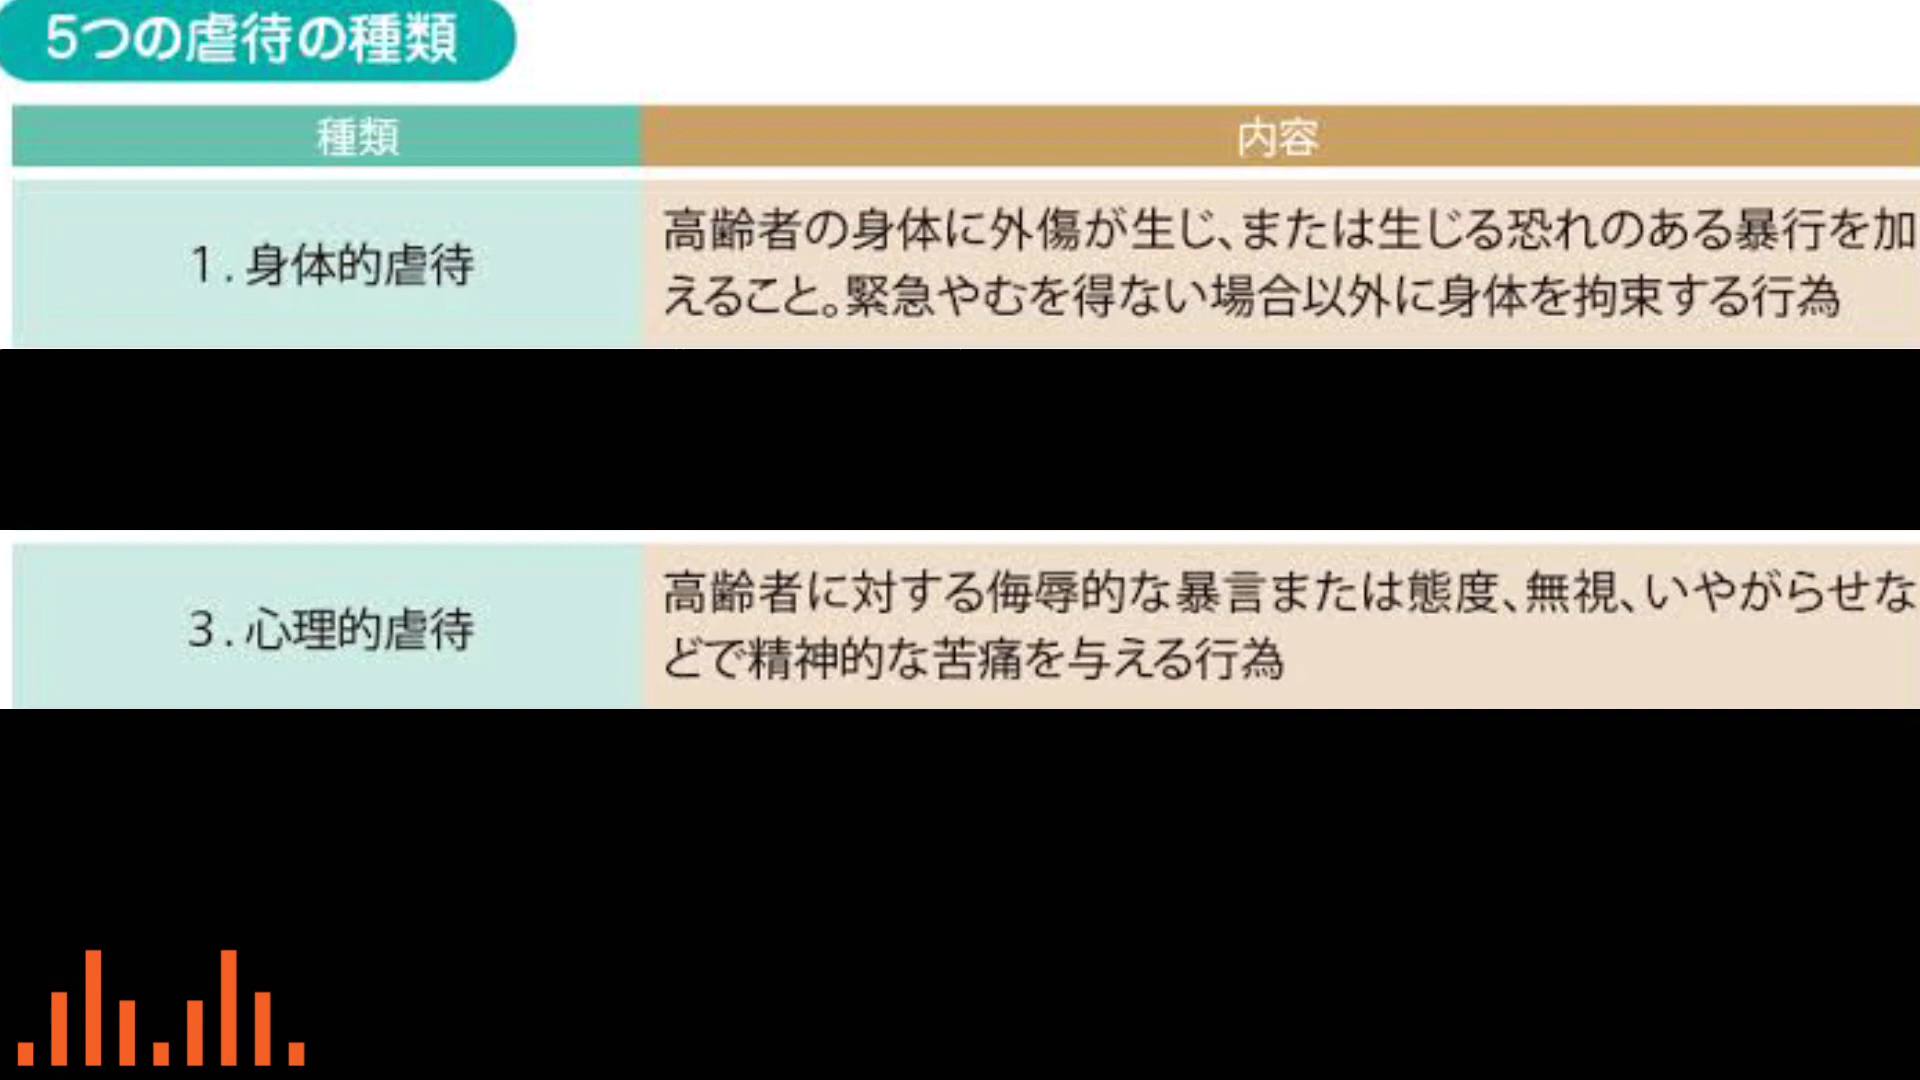 5つの虐待の種類
種類
内容
1.身体的虐待
高齢者の身体に外傷が生じ、または生じる恐れのある暴行を加
えること。緊急やむを得ない場合以外に身体を拘束する行為
3.心理的虐待
高齢者に対する侮辱的な暴言または態度、無視、いやがらせな
どで精神的な苦痛を与える行為